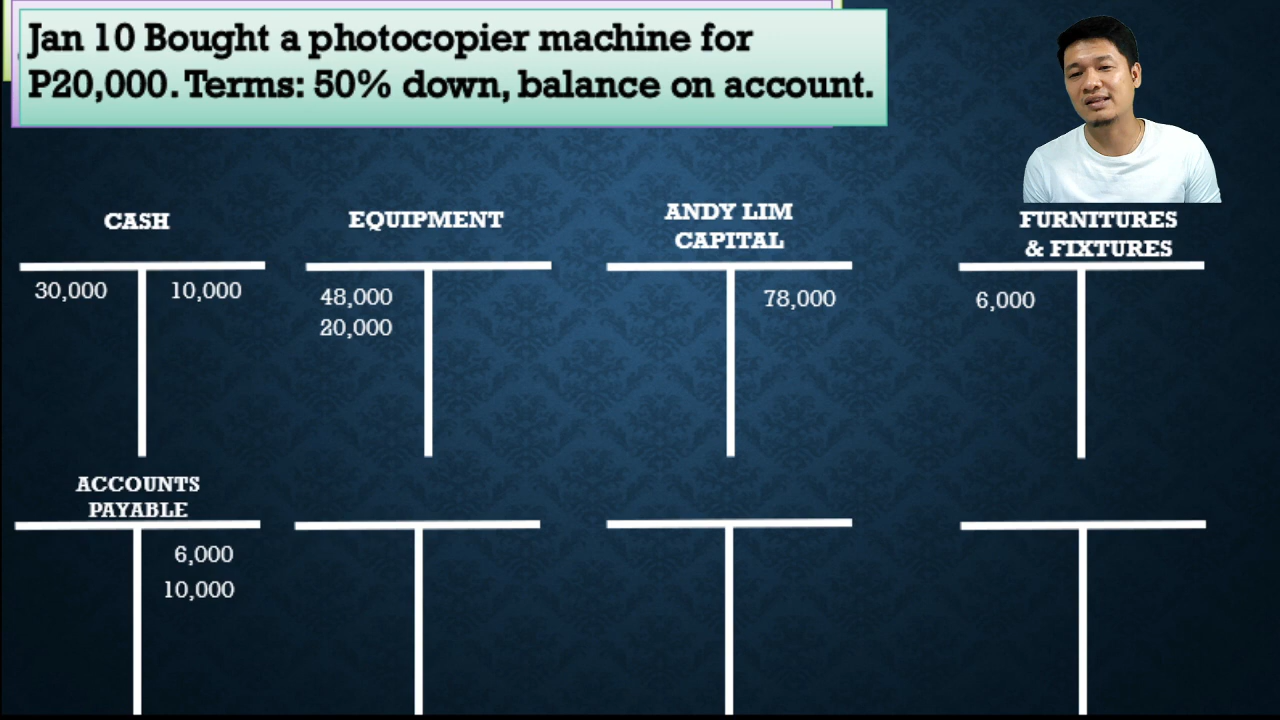 Jan 10 Bought a photocopier machine for
P20,000. Terms: 50% down, balance on account.
CASH
30,000 10,000
EQUIPMENT
48,000
20,000
ANDY LIM
CAPITAL
78,000
FURNITURES
& FIXTURES
6,000
ACCOUNTS
PAYABLE
6,000
10,000